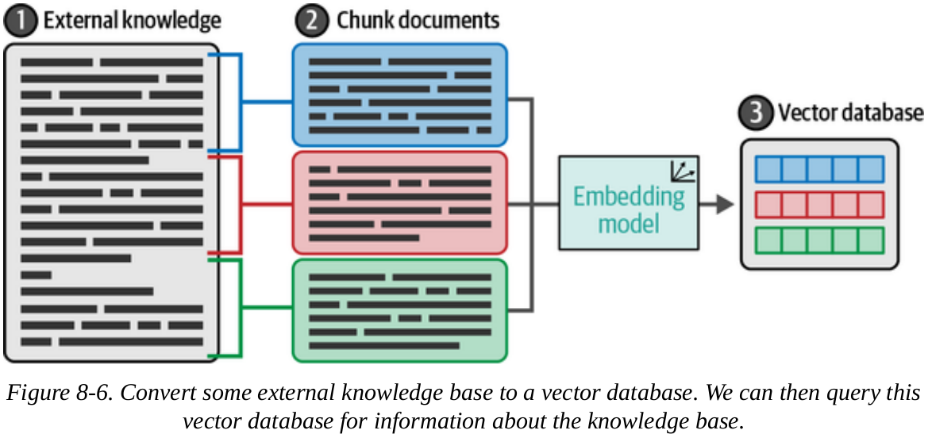 1 External knowledge
2 Chunk documents
3 Vector database
Embedding
model
Figure 8-6. Convert some external knowledge base to a vector database. We can then query this
vector database for information about the knowledge base.